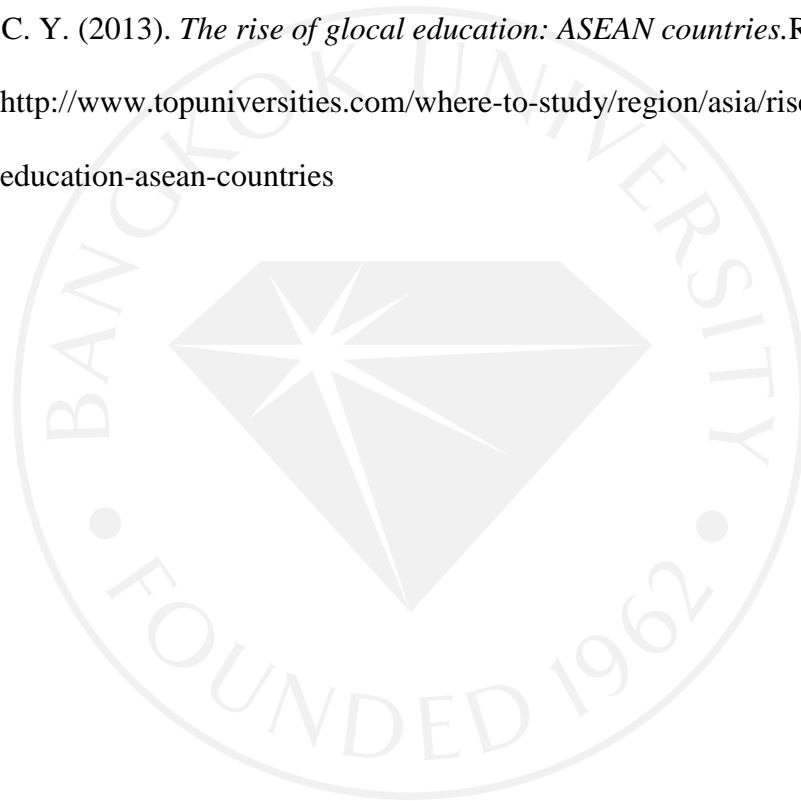 C. Y. (2013). The rise of glocal education: ASEAN countries.R
http://www.topuniversities.com/where-to-study/region/asia/rise
education-asean-countries
BANGKOK UNIVERSITY
FOUNDED 1962